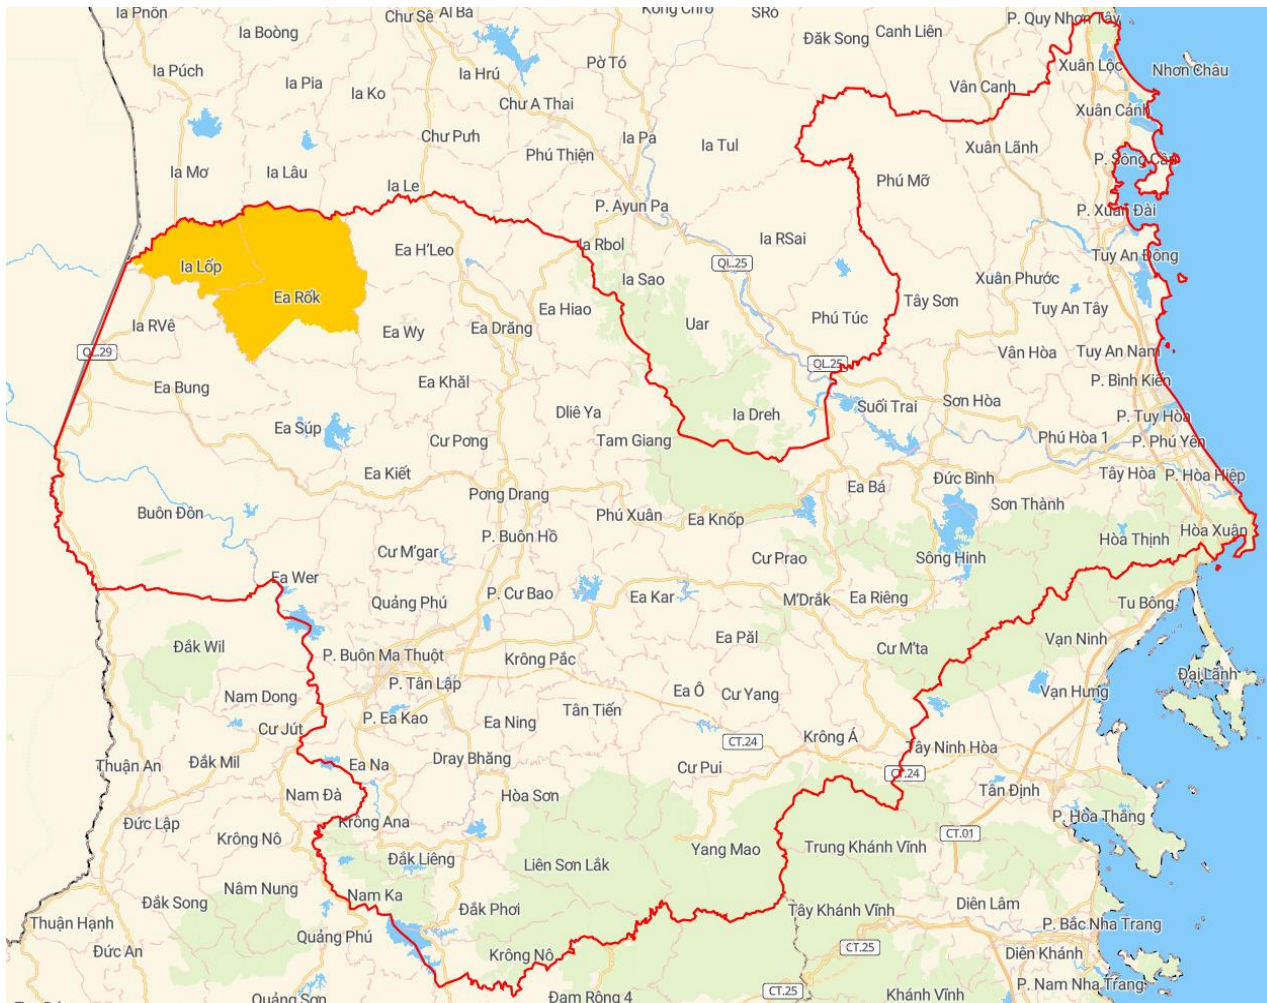 Ia Pnôn
Chư Sê
Al Bá
SRó
P. Quy Nhơn Tây
Ia Boòng
Đăk Song
Canh Liên
Ia Púch
Ia Pia
Ia Hrú
Pờ Tó
Xuân Lộc
Nhơn Châu
Ia Ko
Chư A Thai
Vân Canh
Xuân Cảnh
Chư Pưh
Ia Pa
Ia Tul
Xuân Lãnh
Phú Thiện
Ia Mơ
Ia Lâu
Ia Le
Phú Mỡ
P. Ayun Pa
P. Xuân Đài
Ea H'Leo
Ia Rbol
Ia RSai
Tuy An Đông
Ia Lốp
QL.25
Ia Sao
Xuân Phước
Ea Rốk
Ea Hiao
Tây Sơn
Tuy An Tây
Ia RVê
Ea Wy
Ea Drăng
Uar
Phú Túc
QL.29
Vân Hòa
Tuy An Nam
QL.25
Ea Bung
Ea Khăl
P. Bình Kiến
Dliê Ya
Ia Dreh
Suối Trai
Sơn Hòa
P. Tuy Hòa
Ea Súp
Cư Pơng
Tam Giang
Phú Hòa 1
P. Phú Yên
Ea Kiết
Ea Bá
Đức Bình
Tây Hòa
P. Hòa Hiệp
Pơng Drang
Buôn Đôn
Phú Xuân
Ea Knốp
Sơn Thành
P. Buôn Hồ
Hòa Thịnh
Hòa Xuân
Cư M'gar
Cư Prao
Sông Hinh
Ea Wer
Quảng Phú
P. Cư Bao
Ea Kar
M'Drắk
Ea Riêng
Tu Bông
Đắk Wil
Ea Păl
Cư M'ta
Vạn Ninh
P. Buôn Ma Thuột
Krông Pắc
Đại Lãnh
Nam Dong
P. Tân Lập
Ea Ô
Cư Yang
Vạn Hưng
Cư Jút
P. Ea Kao
Ea Ning
Tân Tiến
CT.24
Krông Á
Tây Ninh Hòa
Thuận An
Đắk Mil
Ea Na
Dray Bhăng
Cư Pui
CT.24
Nam Đà
Hòa Sơn
Tân Định
Đức Lập
Krông Ana
P. Hòa Thắng
Krông Nô
CT.01
Đắk Liêng
Liên Sơn Lắk
Yang Mao
Trung Khánh Vĩnh
Nâm Nung
Nam Ka
Đắk Song
Đắk Phơi
Tây Khánh Vĩnh
Diên Lâm
Thuận Hạnh
Quảng Phú
P. Bắc Nha Trang
Đức An
Krông Nô
CT.25
Diên Khánh
P. Nam Nha Trang
Quảng Sơn
Đam Rông 4
CT.25
Khánh Vĩnh